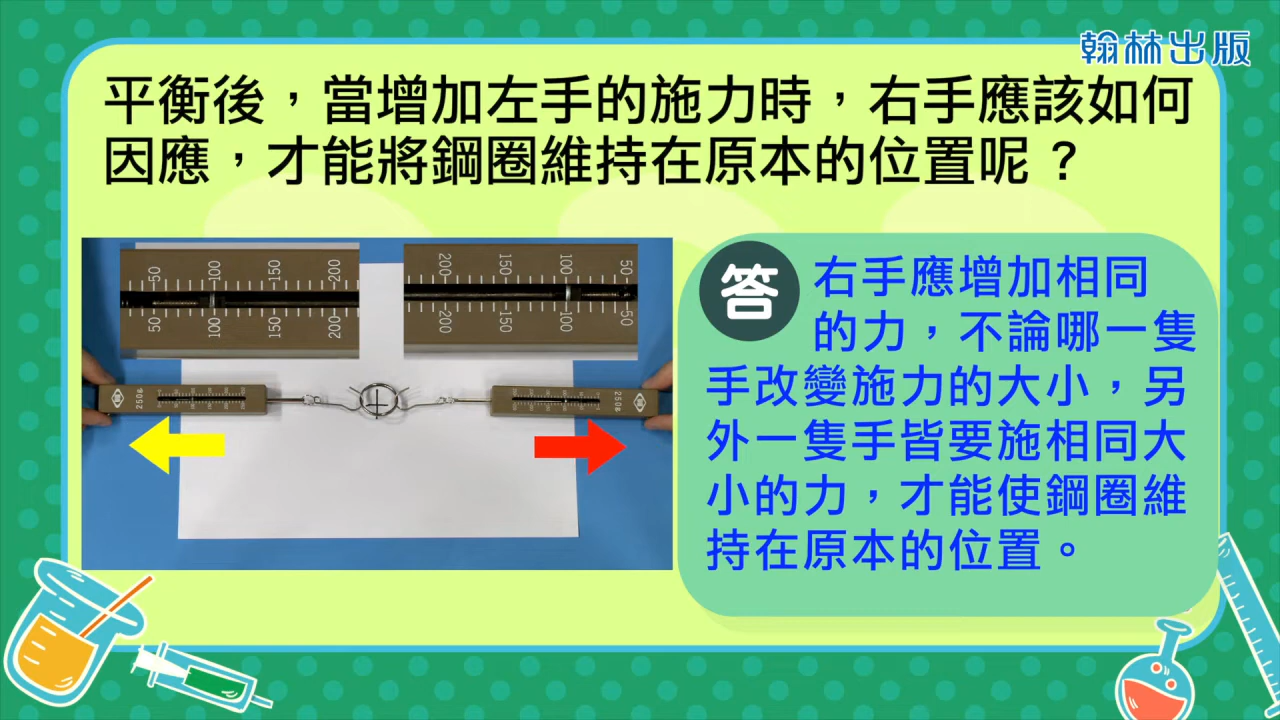 翰林出版
平衡後，當增加左手的施力時，右手應該如何
因應，才能將鋼圈維持在原本的位置呢？
50 100 150 200
50 100 150 200
200 150 100 50
200 150 100 50
2506
2506
答
右手應增加相同
的力，不論哪一隻
手改變施力的大小，另
外一隻手皆要施相同大
小的力，才能使鋼圈維
持在原本的位置。